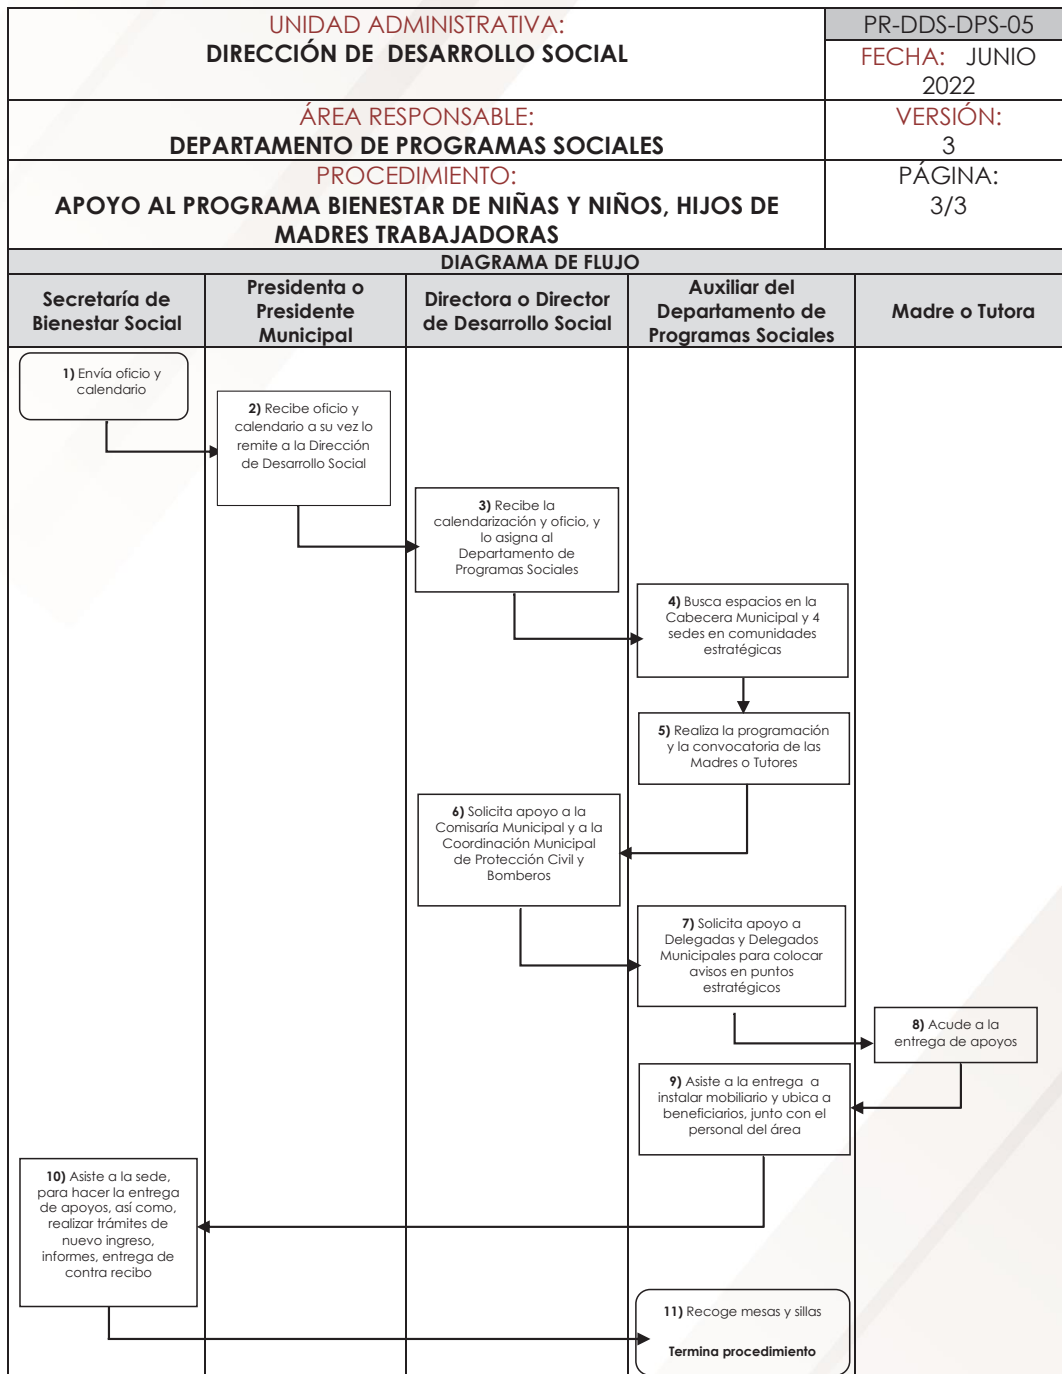 UNIDAD ADMINISTRATIVA:
DIRECCIÓN DE DESARROLLO SOCIAL
PR-DDS-DPS-05
FECHA: JUNIO
2022
ÁREA RESPONSABLE:
DEPARTAMENTO DE PROGRAMAS SOCIALES
VERSIÓN:
3
PROCEDIMIENTO:
APOYO AL PROGRAMA BIENESTAR DE NIÑAS Y NIÑOS, HIJOS DE
MADRES TRABAJADORAS
PÁGINA:
3/3
DIAGRAMA DE FLUJO
Secretaría de
Bienestar Social
Presidenta o
Presidente
Municipal
Directora o Director
de Desarrollo Social
Auxiliar del
Departamento de
Programas Sociales
Madre o Tutora
1) Envía oficio y
calendario
2) Recibe oficio y
calendario a su vez lo
remite a la Dirección
de Desarrollo Social
3) Recibe la
calendarización y oficio, y
lo asigna al
Departamento de
Programas Sociales
4) Busca espacios en la
Cabecera Municipal y 4
sedes en comunidades
estratégicas
5) Realiza la programación
y la convocatoria de las
Madres o Tutores
6) Solicita apoyo a la
Comisaría Municipal y a la
Coordinación Municipal
de Protección Civil y
Bomberos
7) Solicita apoyo a
Delegadas y Delegados
Municipales para colocar
avisos en puntos
estratégicos
8) Acude a la
entrega de apoyos
9) Asiste a la entrega a
instalar mobiliario y ubica a
beneficiarios, junto con el
personal del área
10) Asiste a la sede,
para hacer la entrega
de apoyos, así como,
realizar trámites de
nuevo ingreso,
informes, entrega de
contra recibo
11) Recoge mesas y sillas
Termina procedimiento